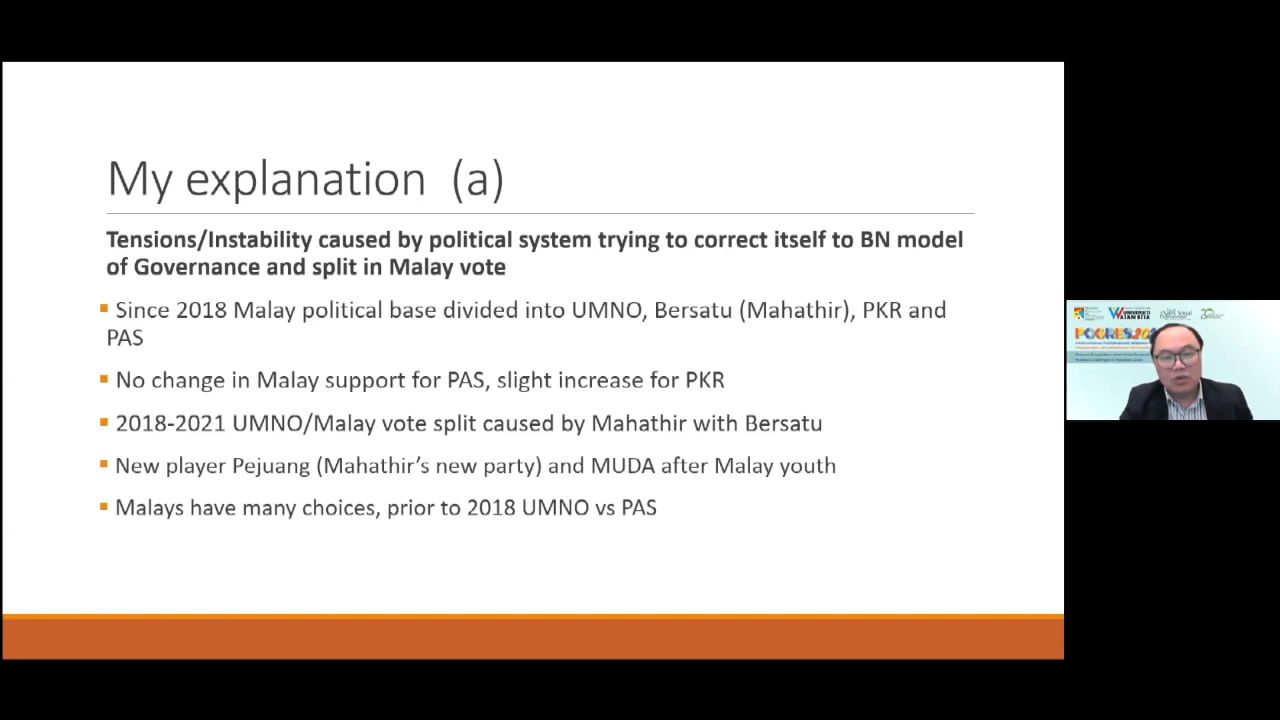 My explanation (a)
Tensions/Instability caused by political system trying to correct itself to BN model
of Governance and split in Malay vote
Since 2018 Malay political base divided into UMNO, Bersatu (Mahathir), PKR and
PAS
No change in Malay support for PAS, slight increase for PKR
2018-2021 UMNO/Malay vote split caused by Mahathir with Bersatu
New player Pejuang (Mahathir’s new party) and MUDA after Malay youth
Malays have many choices, prior to 2018 UMNO vs PAS